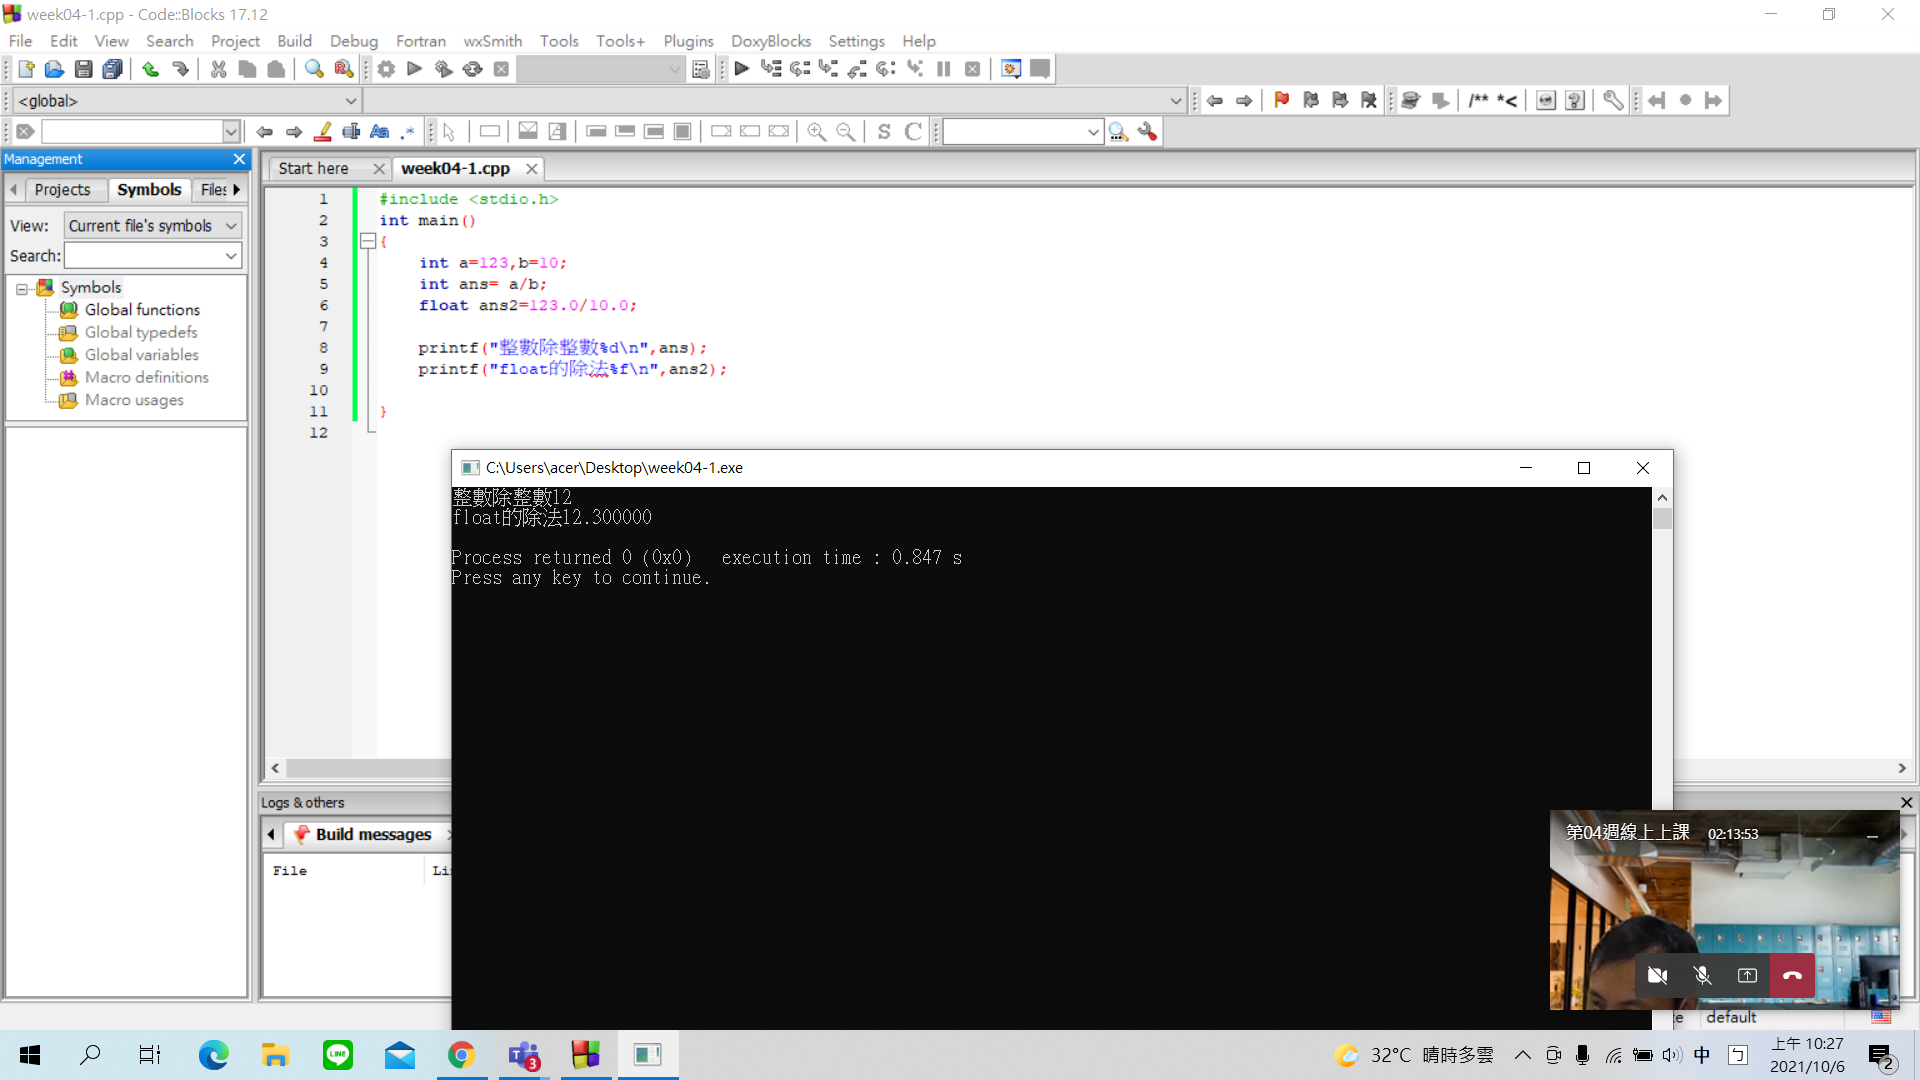 week04-1.cpp - Code::Blocks 17.12
File Edit View Search Project Build Debug Fortran wxSmith Tools Tools+ Plugins DoxyBlocks Settings Help
<global>
/** *<
Management
Start here
week04-1.cpp
Projects Symbols Files
View: Current file's symbols
Search:
Symbols
Global functions
Global typedefs
Global variables
Macro definitions
Macro usages
1 #include <stdio.h>
2 int main()
3 {
4 int a=123,b=10;
5 int ans= a/b;
6 float ans2=123.0/10.0;
7
8 printf("整數除整數%d\n",ans);
9 printf("float的除法%f\n",ans2);
10
11 }
12
C:\Users\acer\Desktop\week04-1.exe
整數除整數12
float的除法12.300000
Process returned 0 (0x0) execution time : 0.847 s
Press any key to continue.
Logs & others
Build messages
File
第04週線上上課 02:13:53
default
LINE
3
32°C 晴時多雲
中
上午 10:27
2021/10/6
2